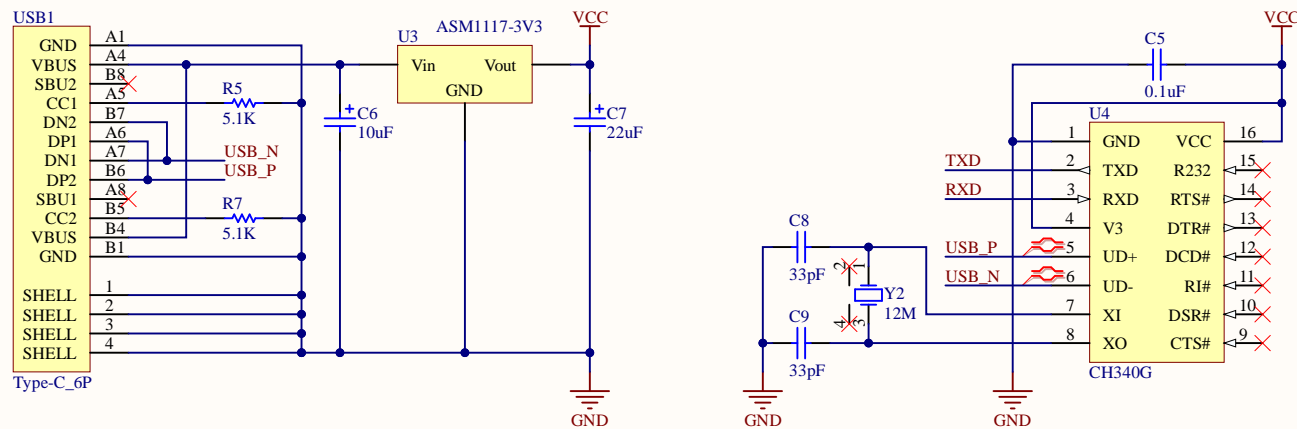 USB1
GND A1
VBUS A4
SBU2 B8
CC1 A5
DN2 B7
DP1 A6
DN1 A7
DP2 B6
SBU1 A8
CC2 B5
VBUS B4
GND B1
SHELL 1
SHELL 2
SHELL 3
SHELL 4
Type-C_6P
R5
5.1K
USB_N
USB_P
R7
5.1K
C6
10uF
U3
ASM1117-3V3
Vin
Vout
GND
VCC
C7
22uF
GND
VCC
C5
0.1uF
U4
1 GND VCC 16
TXD 2 TXD R232 15
RXD 3 RXD RTS# 14
4 V3 DTR# 13
USB_P 5 UD+ DCD# 12
USB_N 6 UD- RI# 11
7 XI DSR# 10
8 XO CTS# 9
CH340G
C8
33pF
2
1
Y2
12M
4
3
C9
33pF
GND
GND